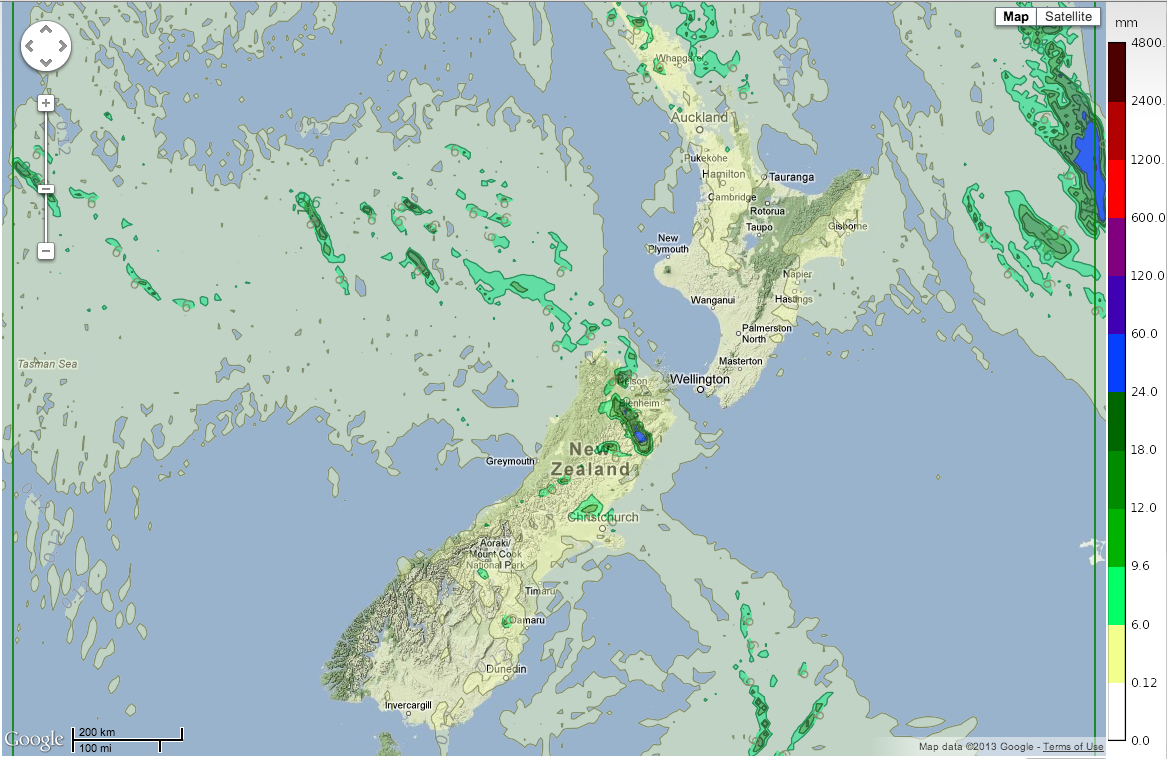 Map
Satellite
mm
4800.
2400.
1200.
600.0
120.0
60.0
24.0
18.0
12.0
9.6
6.0
0.12
0.0
Whangarei
Auckland
Pukekohe
Hamilton
Tauranga
Cambridge
Rotorua
Taupo
Gisborne
New
Plymouth
Napier
Wanganui
Hastings
Palmerston
North
Masterton
Wellington
Tasman Sea
Nelson
Blenheim
New
Zealand
Greymouth
Christchurch
Aoraki/
Mount Cook
National Park
Timaru
Oamaru
Dunedin
Invercargill
Google
200 km
100 mi
Map data ©2013 Google - Terms of Use